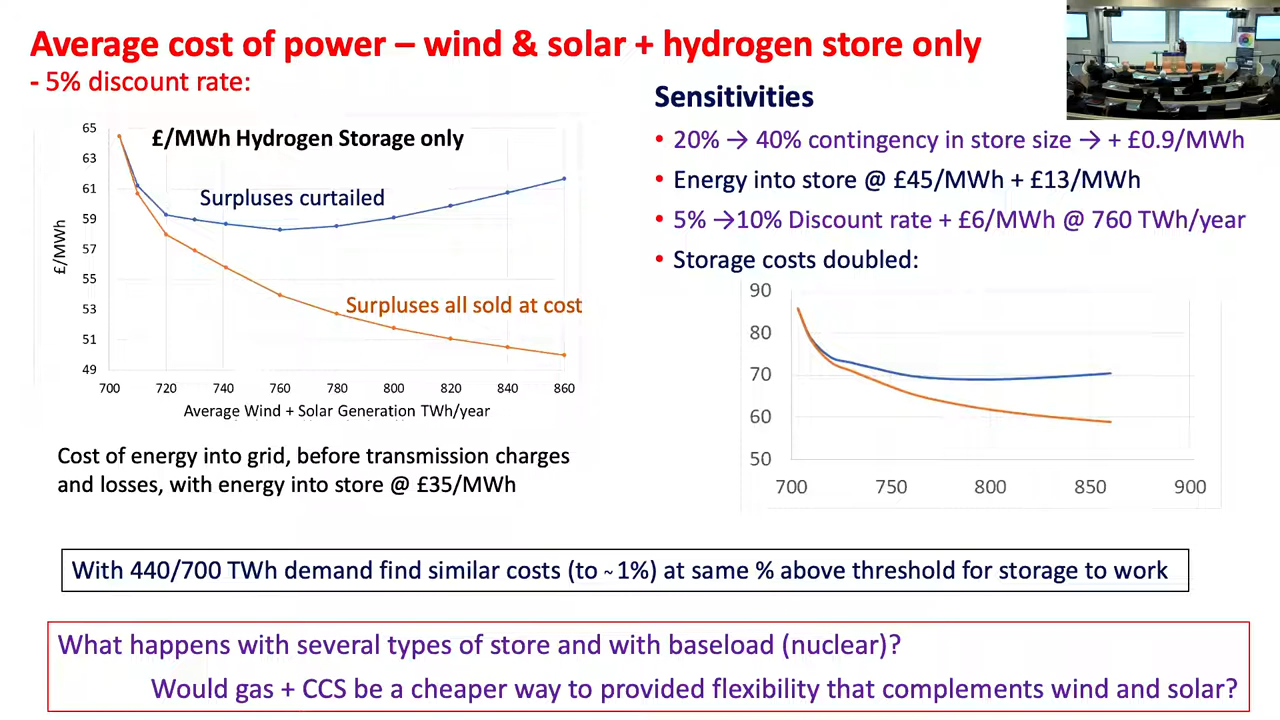 Average cost of power – wind & solar + hydrogen store only
- 5% discount rate:
£/MWh Hydrogen Storage only
65
63
61
59
57
55
53
51
49
£/MWh
Surpluses curtailed
Surpluses all sold at cost
700 720 740 760 780 800 820 840 860
Average Wind + Solar Generation TWh/year
Cost of energy into grid, before transmission charges
and losses, with energy into store @ £35/MWh
Sensitivities
• 20% → 40% contingency in store size → + £0.9/MWh
• Energy into store @ £45/MWh + £13/MWh
• 5% →10% Discount rate + £6/MWh @ 760 TWh/year
• Storage costs doubled:
90
80
70
60
50
700 750 800 850 900
With 440/700 TWh demand find similar costs (to ~1%) at same % above threshold for storage to work
What happens with several types of store and with baseload (nuclear)?
Would gas + CCS be a cheaper way to provided flexibility that complements wind and solar?